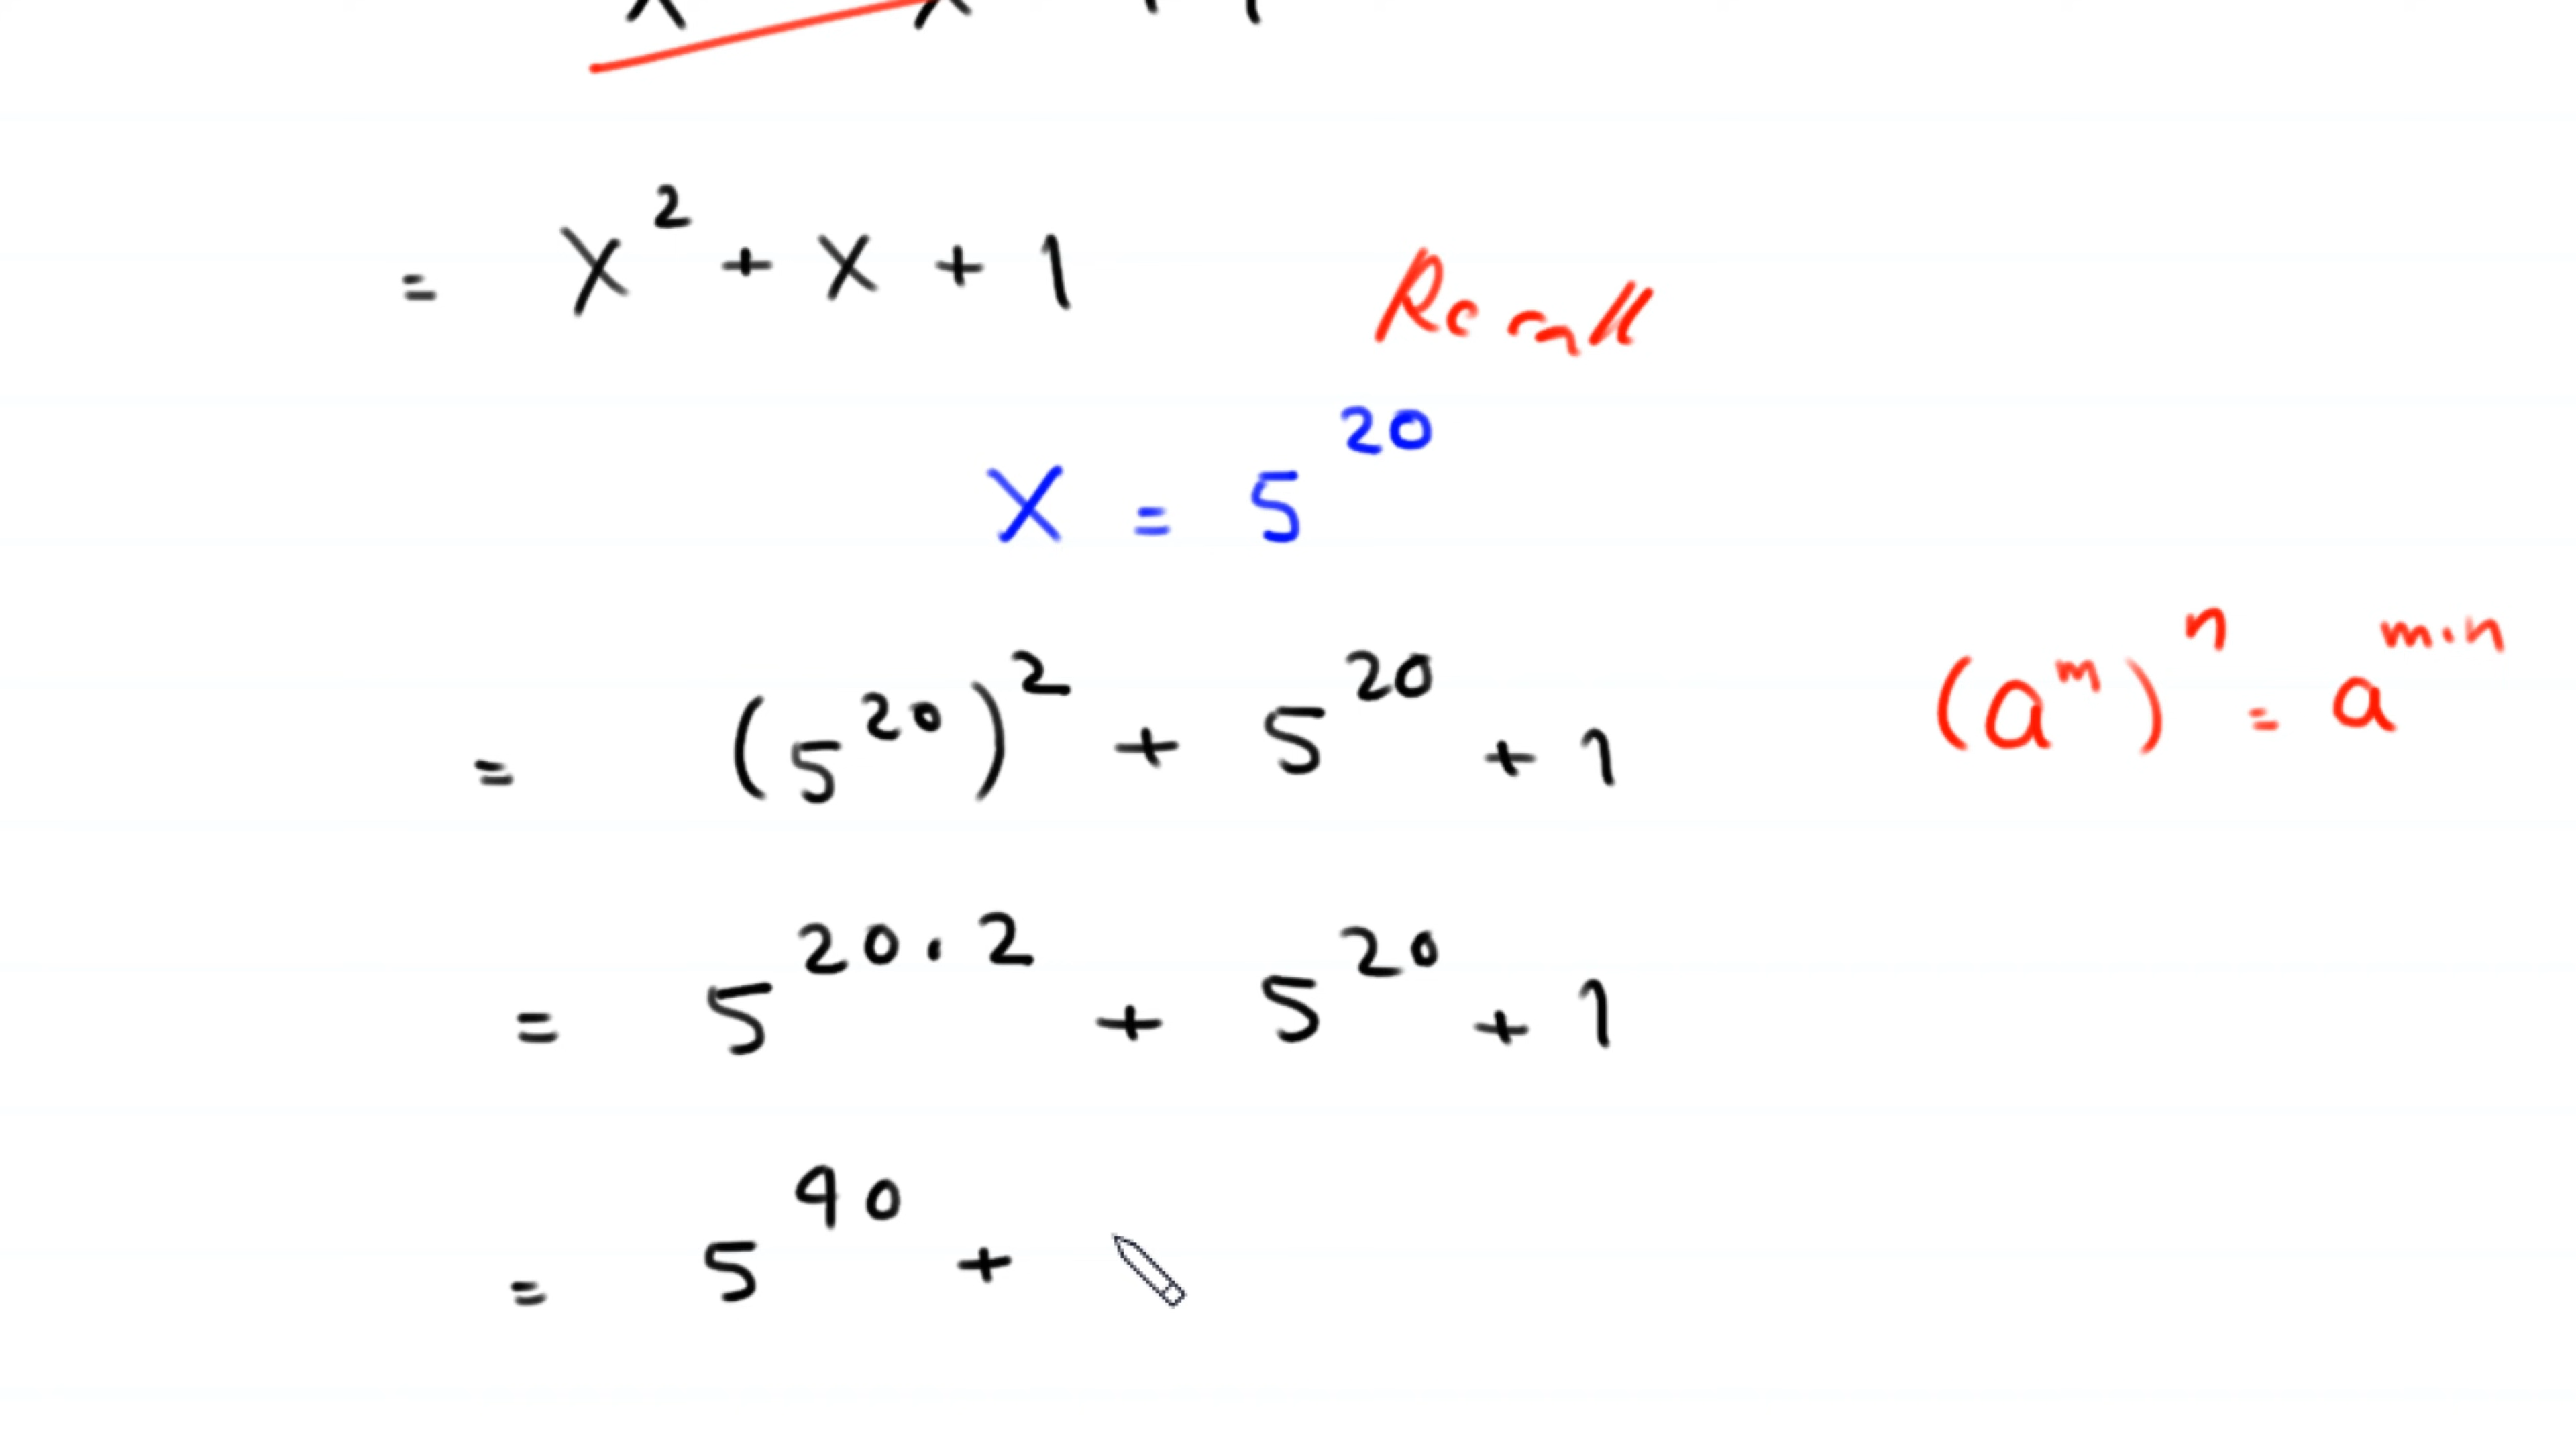 = x² + x + 1
Recall
x = 5²⁰
= (5²⁰)² + 5²⁰ + 1
(aᵐ)ⁿ = aᵐ·ⁿ
= 5²⁰·² + 5²⁰ + 1
= 5⁴⁰ +